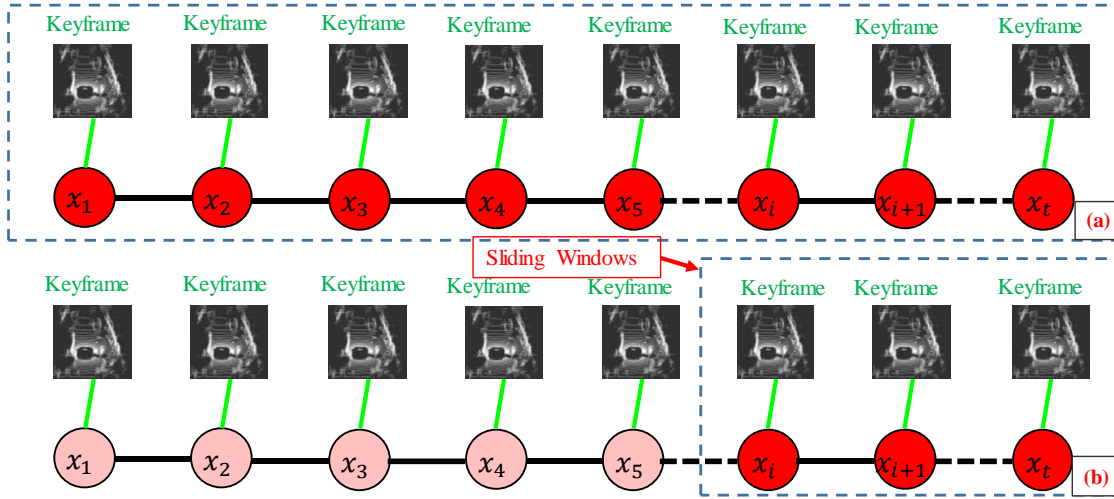 Keyframe Keyframe Keyframe Keyframe Keyframe Keyframe Keyframe Keyframe
x₁ x₂ x₃ x₄ x₅ xᵢ xᵢ₊₁ xₜ
(a)
Sliding Windows
Keyframe Keyframe Keyframe Keyframe Keyframe Keyframe Keyframe Keyframe
x₁ x₂ x₃ x₄ x₅ xᵢ xᵢ₊₁ xₜ
(b)